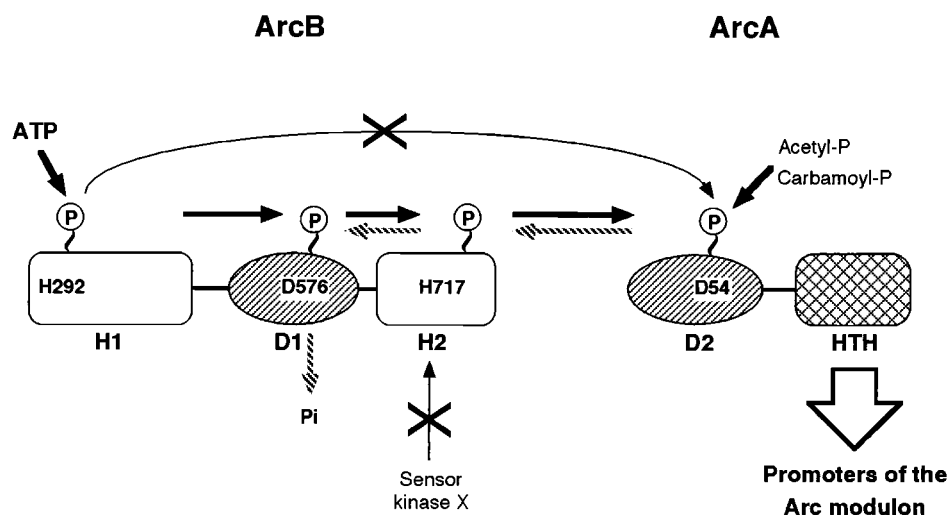 ArcB
ArcA
ATP
Acetyl-P
Carbamoyl-P
P
P
P
P
H292
D576
H717
D54
H1
D1
H2
D2
HTH
Pi
Sensor
kinase X
Promoters of the
Arc modulon